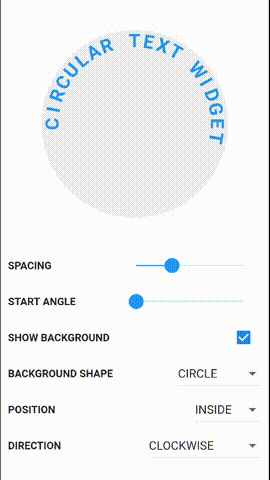 CIRCULAR TEXT WIDGET
SPACING
START ANGLE
SHOW BACKGROUND
BACKGROUND SHAPE CIRCLE
POSITION INSIDE
DIRECTION CLOCKWISE